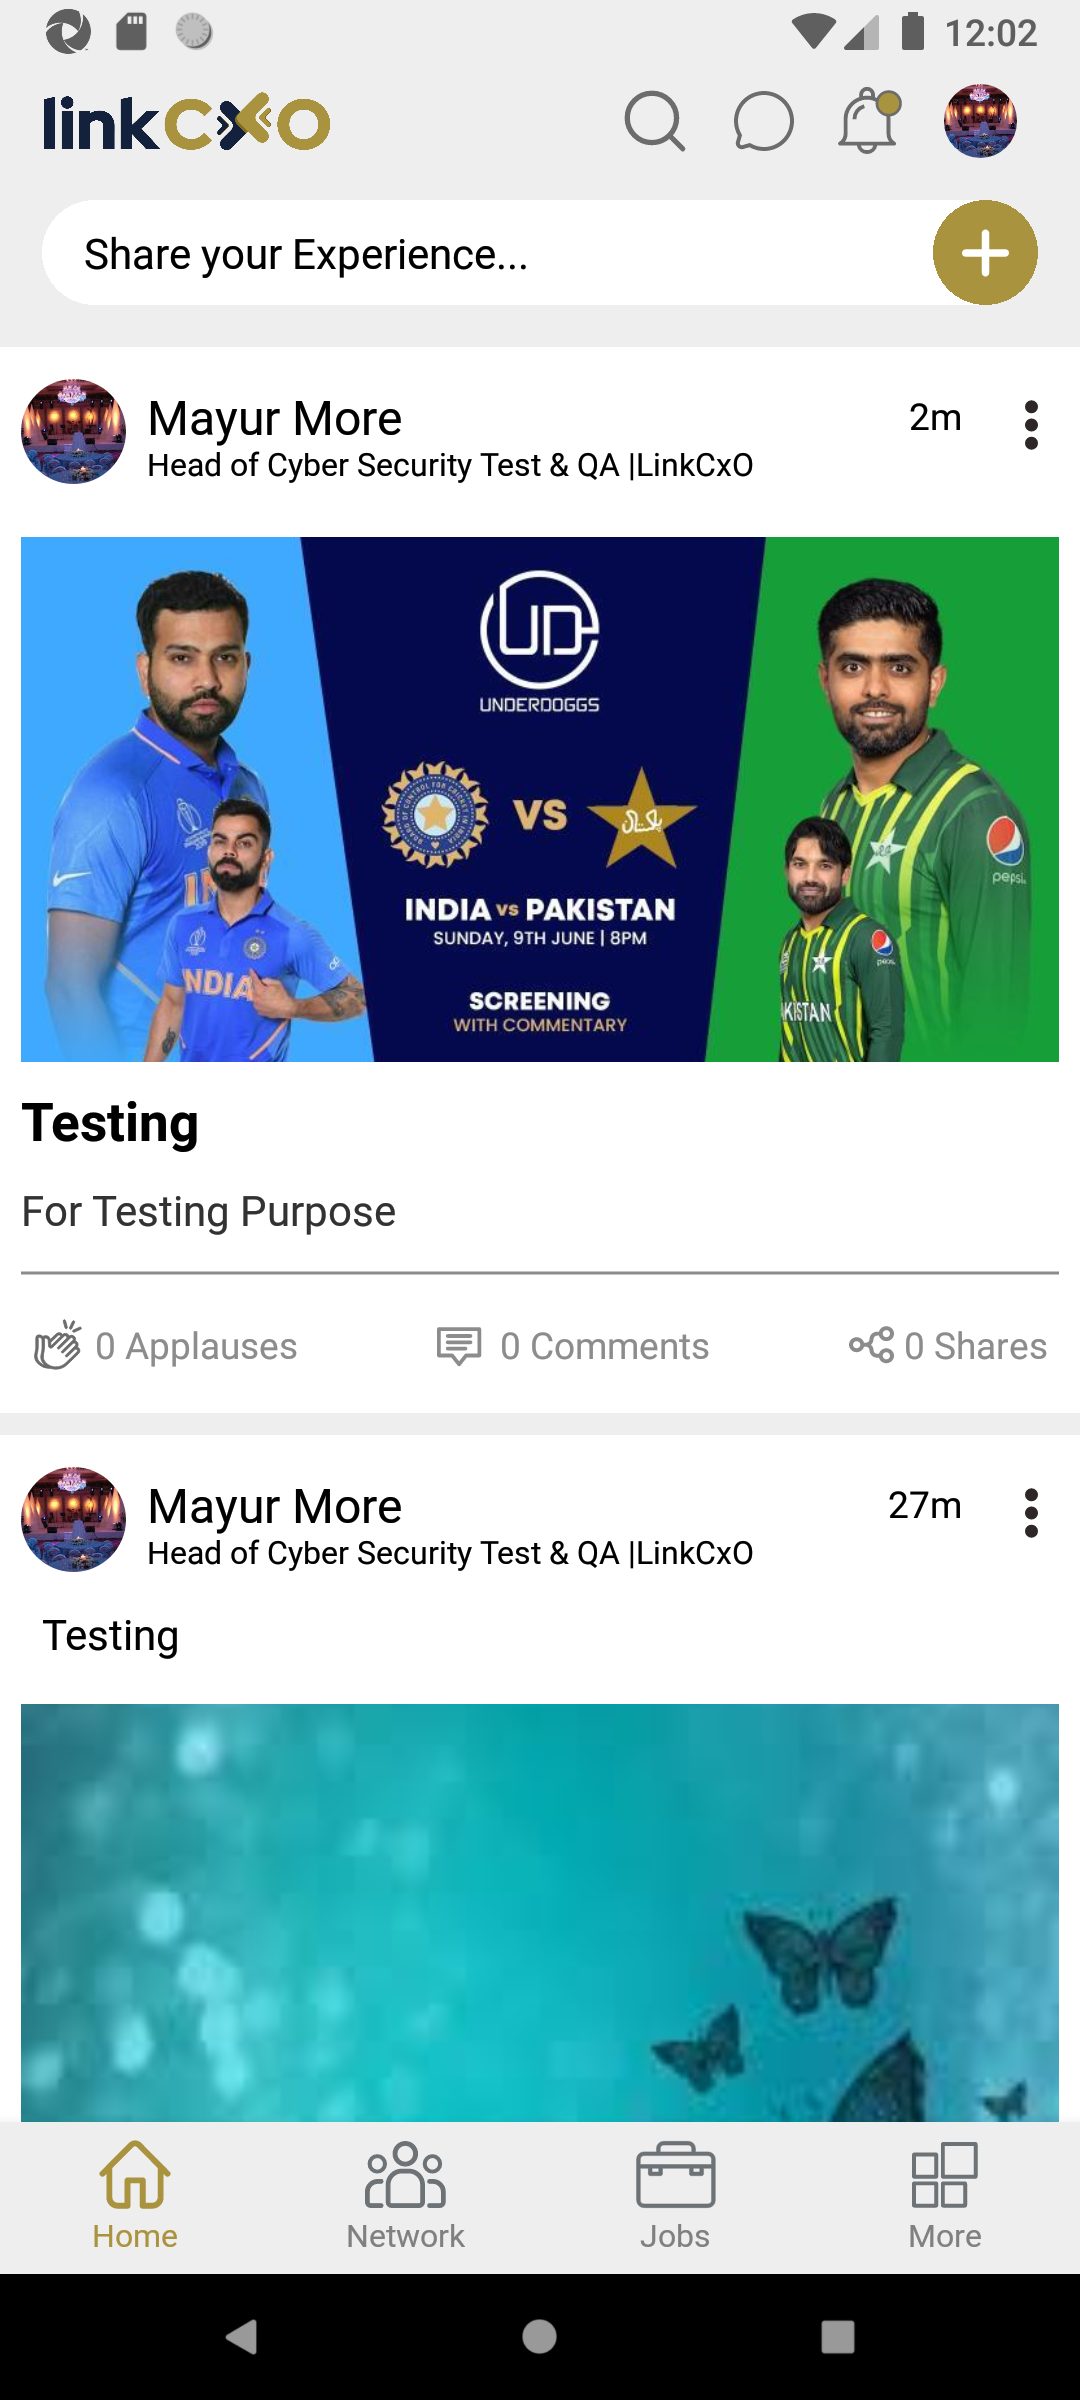 12:02
linkCXO
Share your Experience...
Mayur More
2m
Head of Cyber Security Test & QA |LinkCxO
UD
UNDERDOGGS
VS
INDIA VS PAKISTAN
SUNDAY, 9TH JUNE | 8PM
SCREENING
WITH COMMENTARY
INDIA
KISTAN
pepsi
Testing
For Testing Purpose
0 Applauses
0 Comments
0 Shares
Mayur More
27m
Head of Cyber Security Test & QA |LinkCxO
Testing
Home
Network
Jobs
More